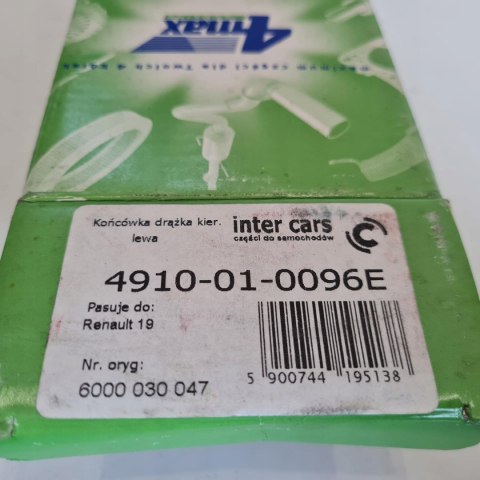 4max
Końcówka drążka kier.
lewa
inter cars
części do samochodów
4910-01-0096E
Pasuje do:
Renault 19
Nr. oryg:
6000 030 047
5 900744 195138